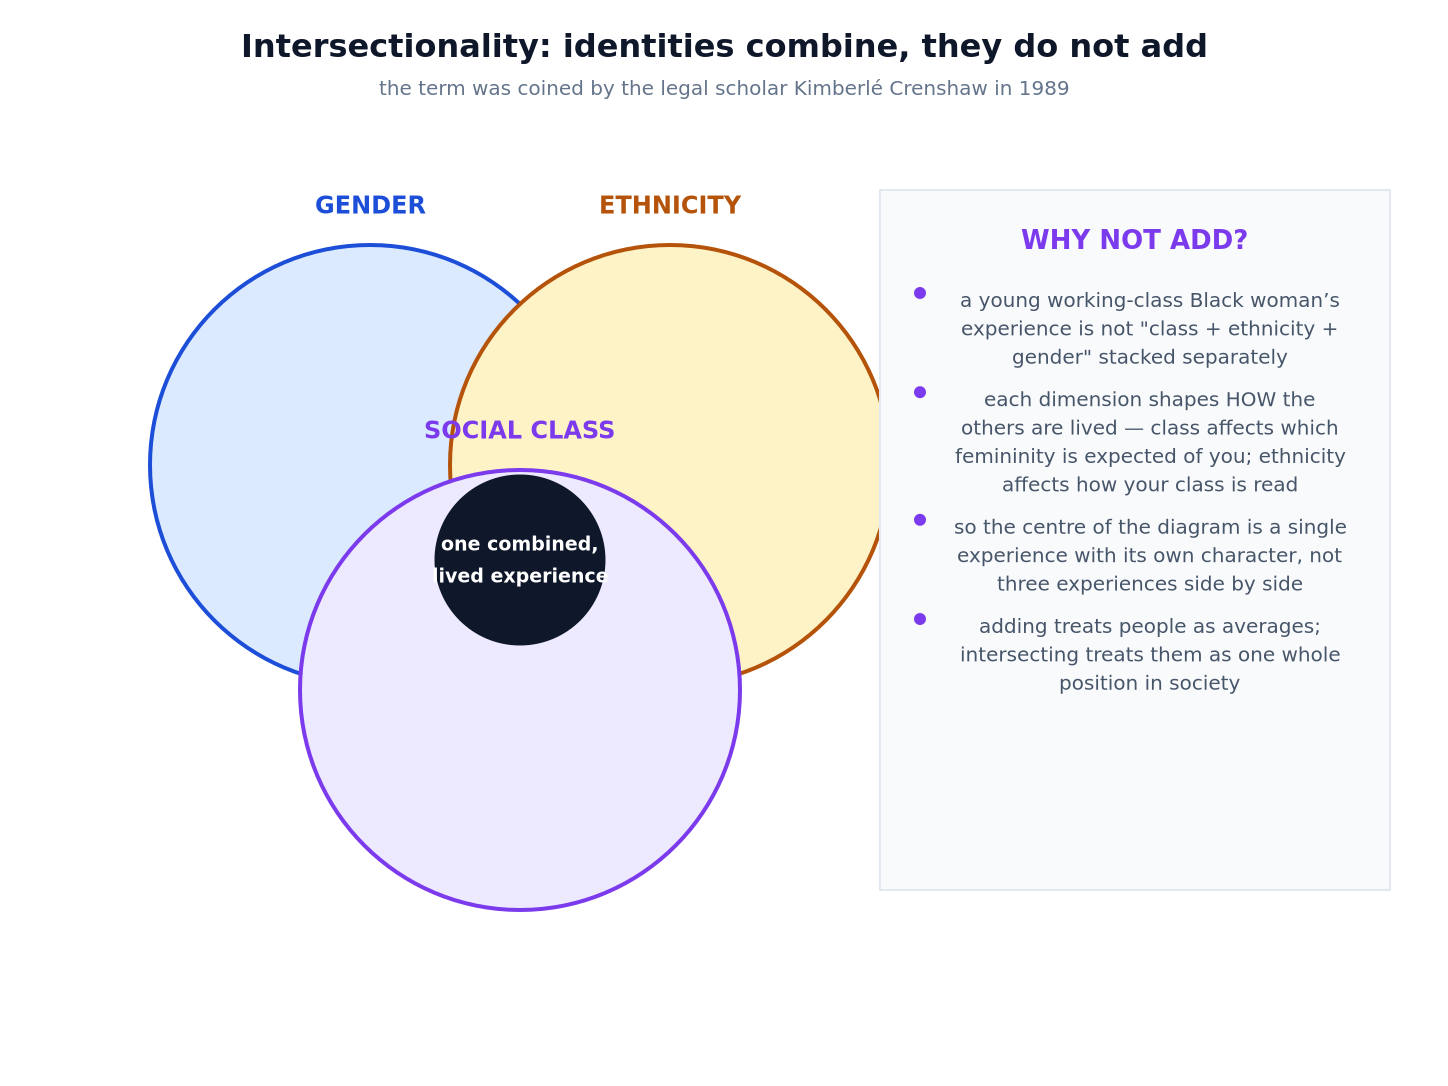 Intersectionality: identities combine, they do not add
the term was coined by the legal scholar Kimberlé Crenshaw in 1989
GENDER
ETHNICITY
SOCIAL CLASS
one combined,
lived experience
WHY NOT ADD?
a young working-class Black woman’s
experience is not "class + ethnicity +
gender" stacked separately
each dimension shapes HOW the
others are lived — class affects which
femininity is expected of you; ethnicity
affects how your class is read
so the centre of the diagram is a single
experience with its own character, not
three experiences side by side
adding treats people as averages;
intersecting treats them as one whole
position in society